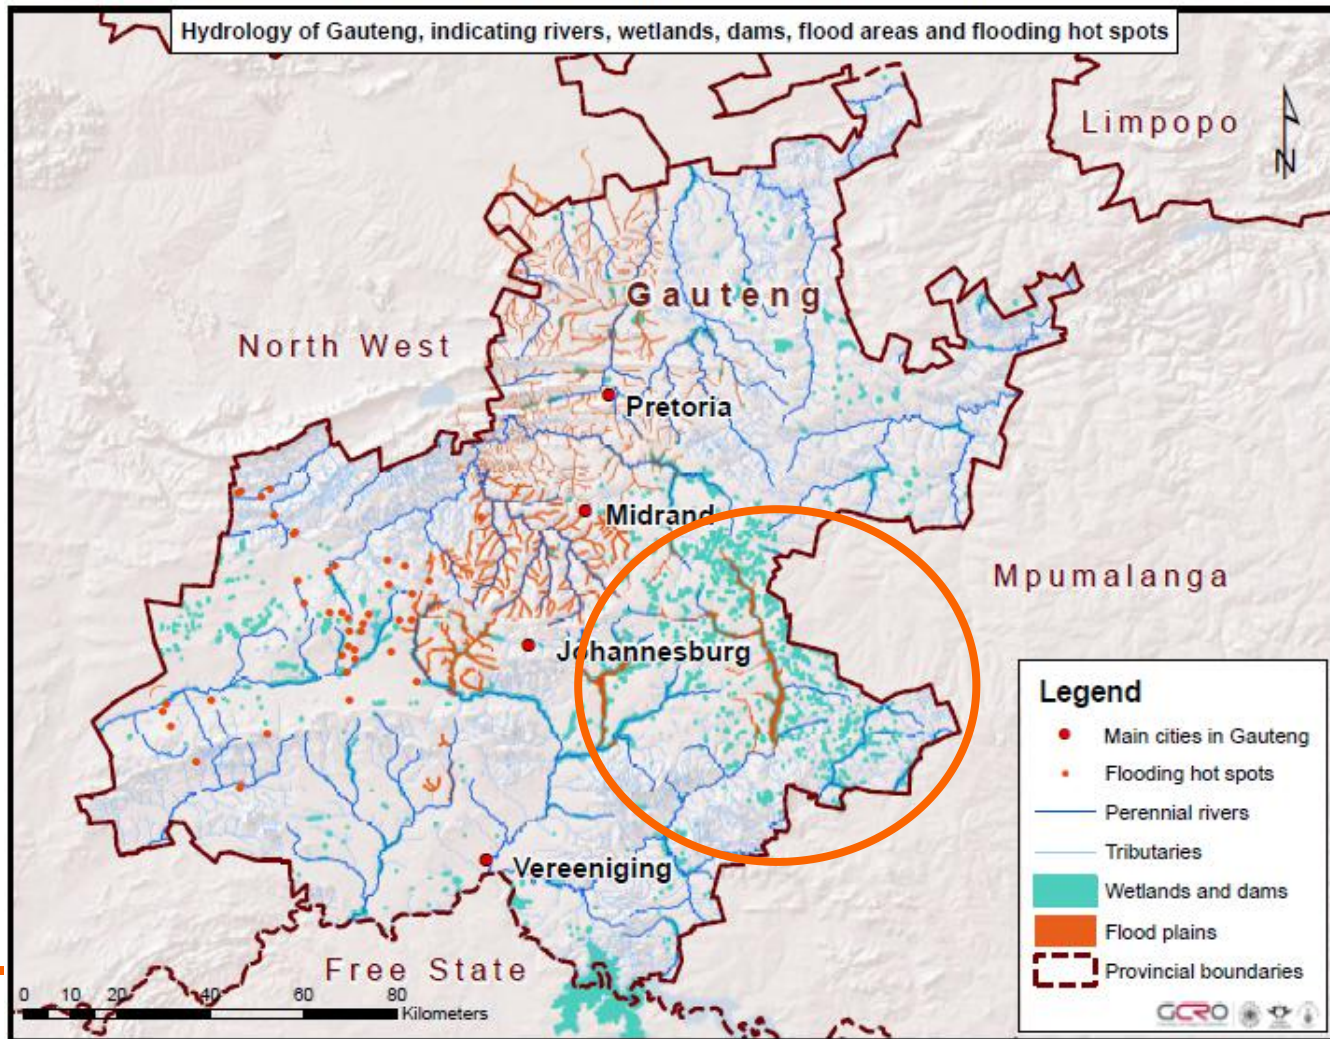 Hydrology of Gauteng, indicating rivers, wetlands, dams, flood areas and flooding hot spots
Limpopo
N
Gauteng
North West
Pretoria
Midrand
Mpumalanga
Johannesburg
Vereeniging
Free State
Legend
Main cities in Gauteng
Flooding hot spots
Perennial rivers
Tributaries
Wetlands and dams
Flood plains
Provincial boundaries
0 10 20 40 60 80
Kilometers
GCRO